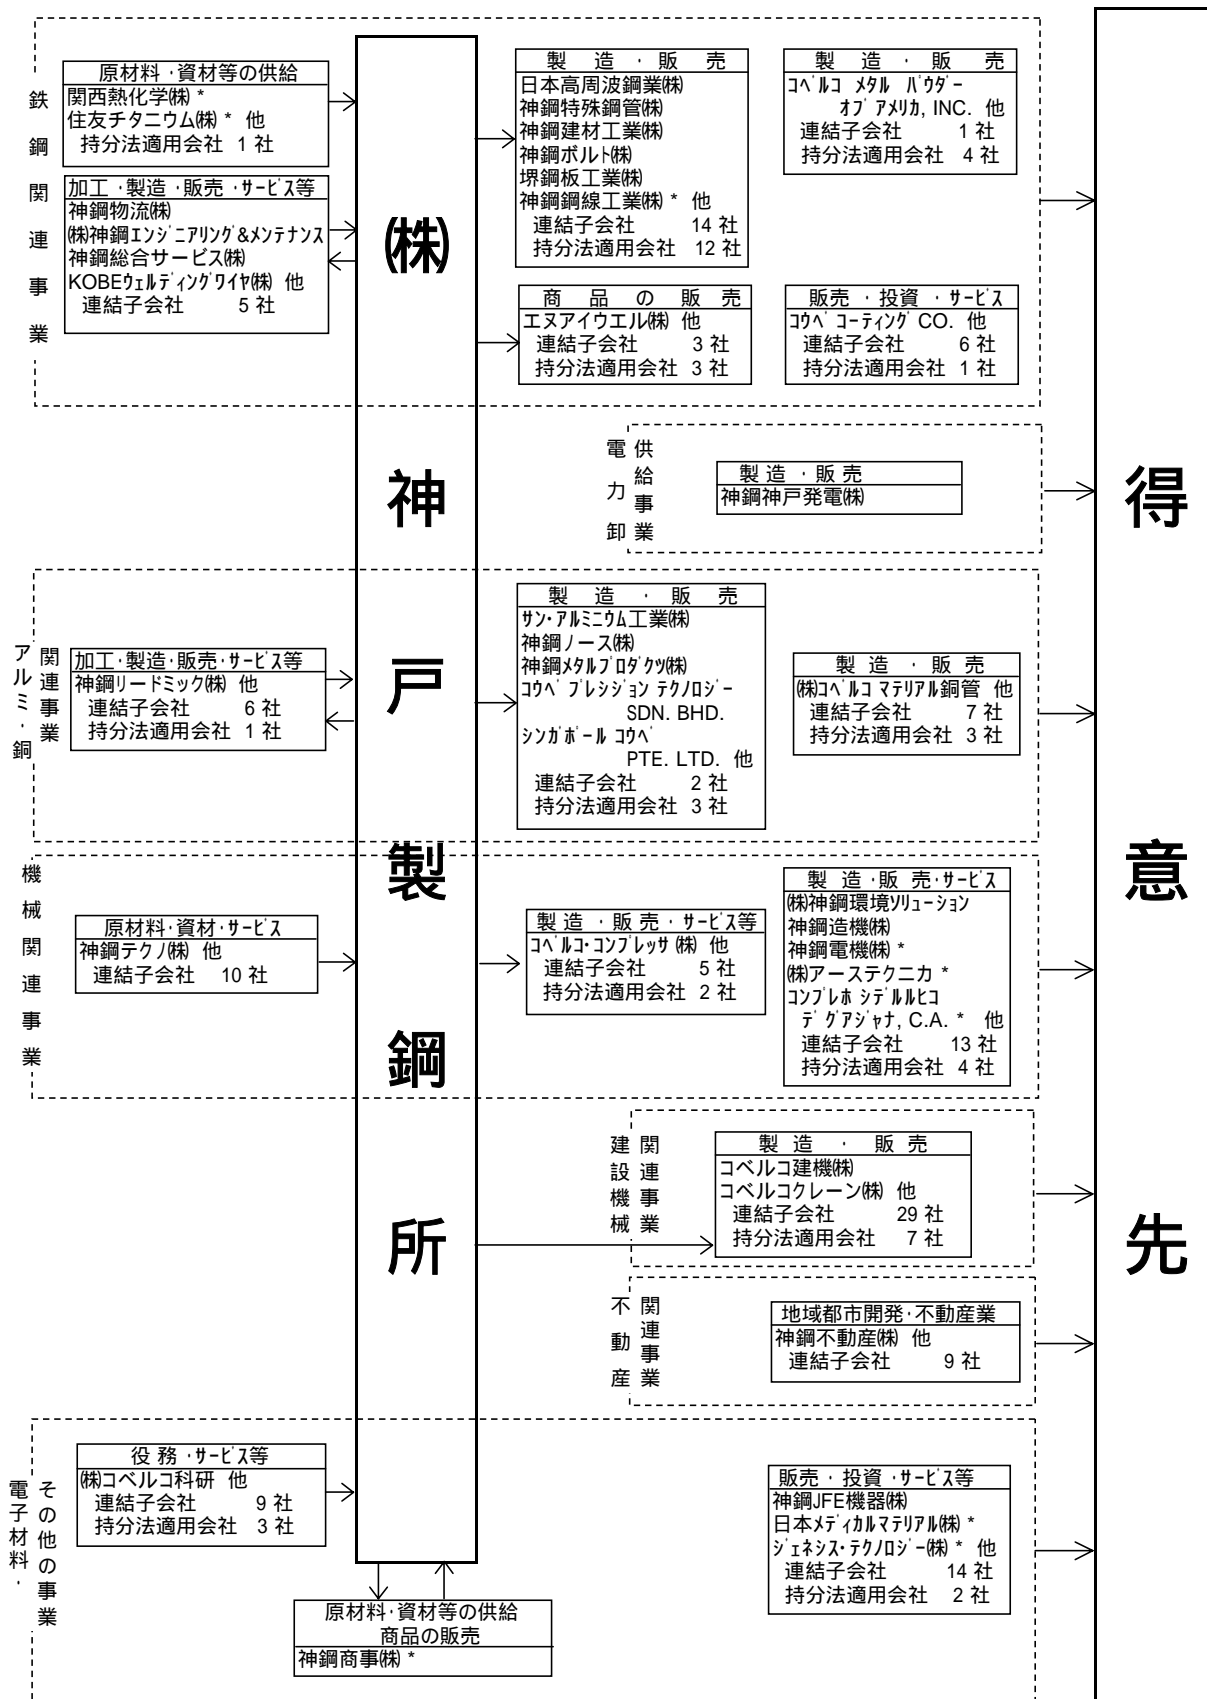 鉄鋼関連事業
原材料・資材等の供給
関西熱化学㈱ *
住友チタニウム㈱ * 他
持分法適用会社 1 社
加工・製造・販売・サービス等
神鋼物流㈱
㈱神鋼エンジニアリング&メンテナンス
神鋼総合サービス㈱
KOBEウェルディングワイヤ㈱ 他
連結子会社 5 社
製造・販売
日本高周波鋼業㈱
神鋼特殊鋼管㈱
神鋼建材工業㈱
神鋼ボルト㈱
堺鋼板工業㈱
神鋼鋼線工業㈱ * 他
連結子会社 14 社
持分法適用会社 12 社
製造・販売
コベルコ メタル パウダー
オブ アメリカ, INC. 他
連結子会社 1 社
持分法適用会社 4 社
商品の販売
エヌアイウエル㈱ 他
連結子会社 3 社
持分法適用会社 3 社
販売・投資・サービス
コウベ コーティング CO. 他
連結子会社 6 社
持分法適用会社 1 社
㈱神戸製鋼所
得意先
電力卸
供給事業
製造・販売
神鋼神戸発電㈱
アルミ・銅
関連事業
加工・製造・販売・サービス等
神鋼リードミック㈱ 他
連結子会社 6 社
持分法適用会社 1 社
製造・販売
サン・アルミニウム工業㈱
神鋼ノース㈱
神鋼メタルプロダクツ㈱
コウベ プレシジョン テクノロジー
SDN. BHD.
シンガポール コウベ
PTE. LTD. 他
連結子会社 2 社
持分法適用会社 3 社
製造・販売
㈱コベルコ マテリアル銅管 他
連結子会社 7 社
持分法適用会社 3 社
機械関連事業
原材料・資材・サービス
神鋼テクノ㈱ 他
連結子会社 10 社
製造・販売・サービス等
コベルコ・コンプレッサ㈱ 他
連結子会社 5 社
持分法適用会社 2 社
製造・販売・サービス
㈱神鋼環境ソリューション
神鋼造機㈱
神鋼電機㈱ *
㈱アーステクニカ *
コンプレホ シデルルヒコ
デ グアジャナ, C.A. * 他
連結子会社 13 社
持分法適用会社 4 社
建設機械
関連事業
製造・販売
コベルコ建機㈱
コベルコクレーン㈱ 他
連結子会社 29 社
持分法適用会社 7 社
不動産
関連事業
地域都市開発・不動産業
神鋼不動産㈱ 他
連結子会社 9 社
電子材料・
その他の事業
役務・サービス等
㈱コベルコ科研 他
連結子会社 9 社
持分法適用会社 3 社
販売・投資・サービス等
神鋼JFE機器㈱
日本メディカルマテリアル㈱ *
ジェネシス・テクノロジー㈱ * 他
連結子会社 14 社
持分法適用会社 2 社
原材料・資材等の供給
商品の販売
神鋼商事㈱ *